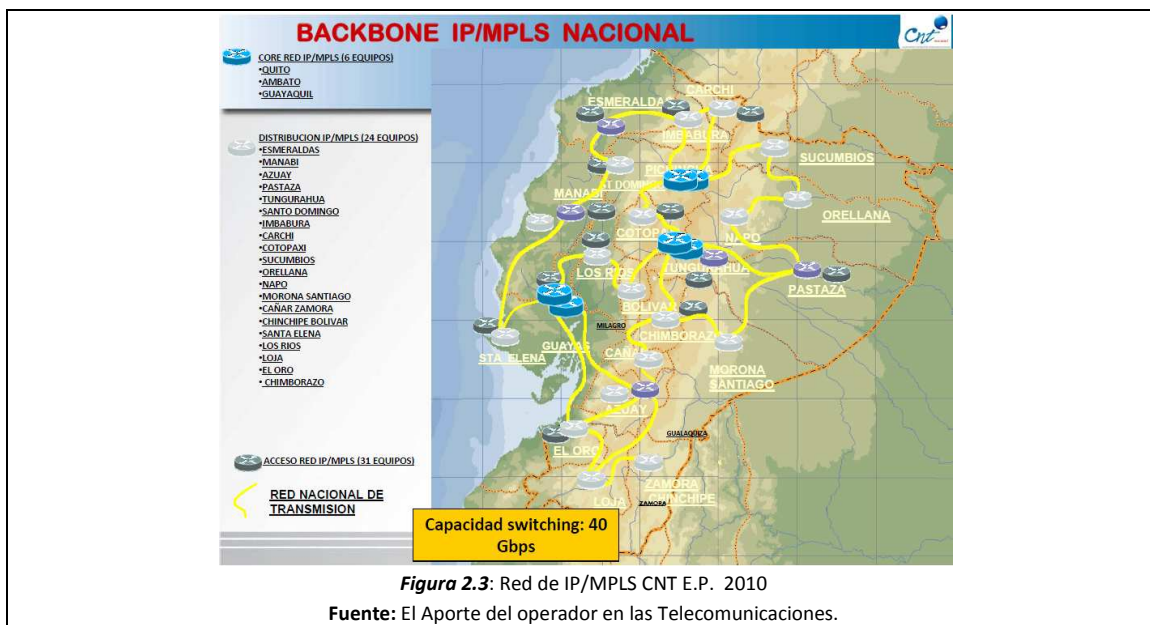 BACKBONE IP/MPLS NACIONAL
Cnt
CORE RED IP/MPLS (6 EQUIPOS)
•QUITO
•AMBATO
•GUAYAQUIL
DISTRIBUCION IP/MPLS (24 EQUIPOS)
•ESMERALDAS
•MANABI
•AZUAY
•PASTAZA
•TUNGURAHUA
•SANTO DOMINGO
•IMBABURA
•CARCHI
•COTOPAXI
•SUCUMBIOS
•ORELLANA
•NAPO
•MORONA SANTIAGO
•CAÑAR ZAMORA
•CHINCHIPE BOLIVAR
•SANTA ELENA
•LOS RIOS
•LOJA
•EL ORO
• CHIMBORAZO
ACCESO RED IP/MPLS (31 EQUIPOS)
RED NACIONAL DE
TRANSMISION
CARCHI
ESMERALDAS
IMBABURA
SUCUMBIOS
ST DOMINGO
MANABI
ORELLANA
COTOPAXI
NAPO
LOS RIOS
TUNGURAHUA
PASTAZA
BOLIVAR
MILAGRO
CHIMBORAZO
GUAYAS
STA. ELENA
CAÑAR
MORONA
SANTIAGO
AZUAY
GUALAQUIZA
EL ORO
ZAMORA
CHINCHIPE
LOJA
ZAMORA
Capacidad switching: 40
Gbps
Figura 2.3: Red de IP/MPLS CNT E.P. 2010
Fuente: El Aporte del operador en las Telecomunicaciones.